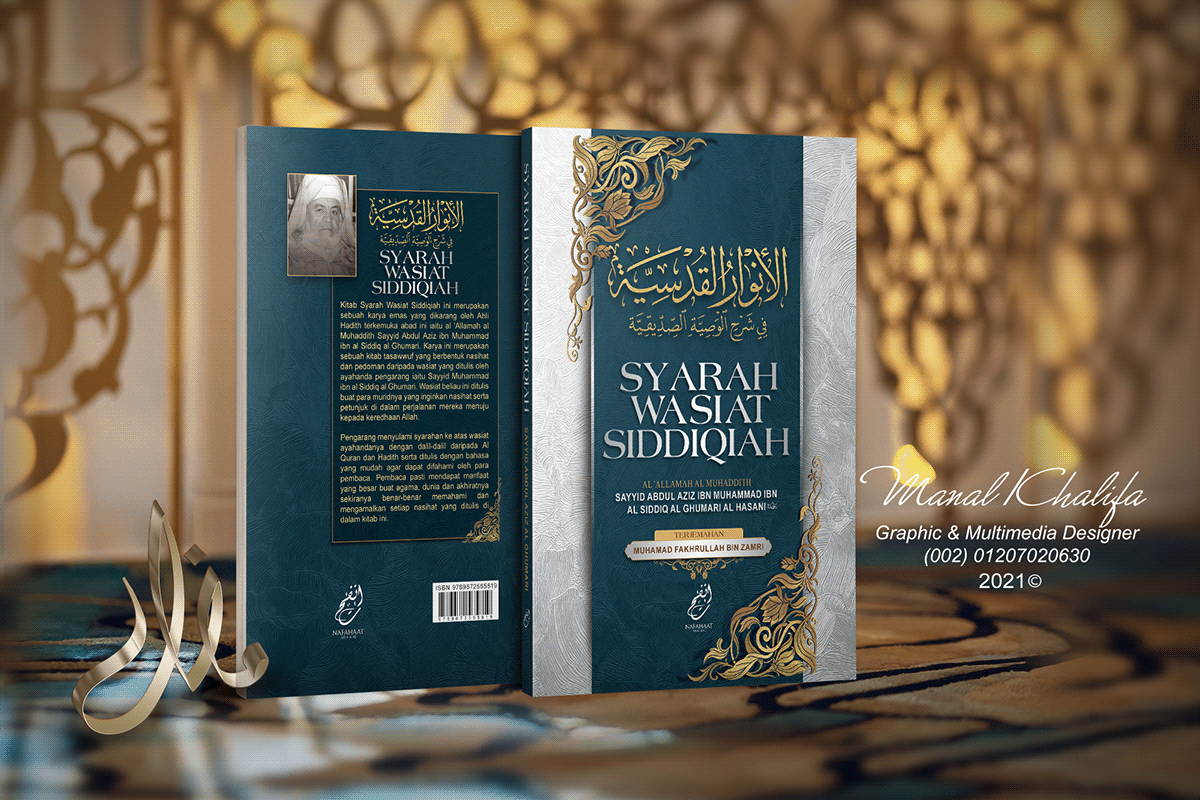 الأنوار القدسية
في شرح الوصية الصديقية
SYARAH
WASIAT
SIDDIQIAH
Kitab Syarah Wasiat Siddiqiah ini merupakan
sebuah karya emas yang dikarang oleh Ahli
Hadith terkemuka abad ini iaitu al 'Allamah al
Muhaddith Sayyid Abdul Aziz ibn Muhammad
ibn al Siddiq al Ghumari. Karya ini merupakan
sebuah kitab tasawwuf yang berbentuk nasihat
dan pedoman daripada wasiat yang ditulis oleh
ayahanda pengarang iaitu Sayyid Muhammad
ibn al Siddiq al Ghumari. Wasiat beliau ini ditulis
buat para muridnya yang inginkan nasihat serta
petunjuk di dalam perjalanan mereka menuju
kepada keredhaan Allah.
Pengarang menyulami syarahan ke atas wasiat
ayahandanya dengan dalil-dalil daripada Al
Quran dan Hadith serta ditulis dengan bahasa
yang mudah agar dapat difahami oleh para
pembaca. Pembaca pasti mendapat manfaat
yang besar buat agama, dunia dan akhiratnya
sekiranya benar-benar memahami dan
mengamalkan setiap nasihat yang ditulis di
dalam kitab ini.
NAFAHAAT
ISBN 9789672555519
SYARAH WASIAT SIDDIQIAH SAYYID ABDUL AZIZ AL GHUMARI
الأنوار القدسية
في شرح الوصية الصديقية
SYARAH
WASIAT
SIDDIQIAH
AL 'ALLAMAH AL MUHADDITH
SAYYID ABDUL AZIZ IBN MUHAMMAD IBN
AL SIDDIQ AL GHUMARI AL HASANI
TERJEMAHAN
MUHAMAD FAKHRULLAH BIN ZAMRI
NAFAHAAT
Manal Khalifa
Graphic & Multimedia Designer
(002) 01207020630
2021©
منال